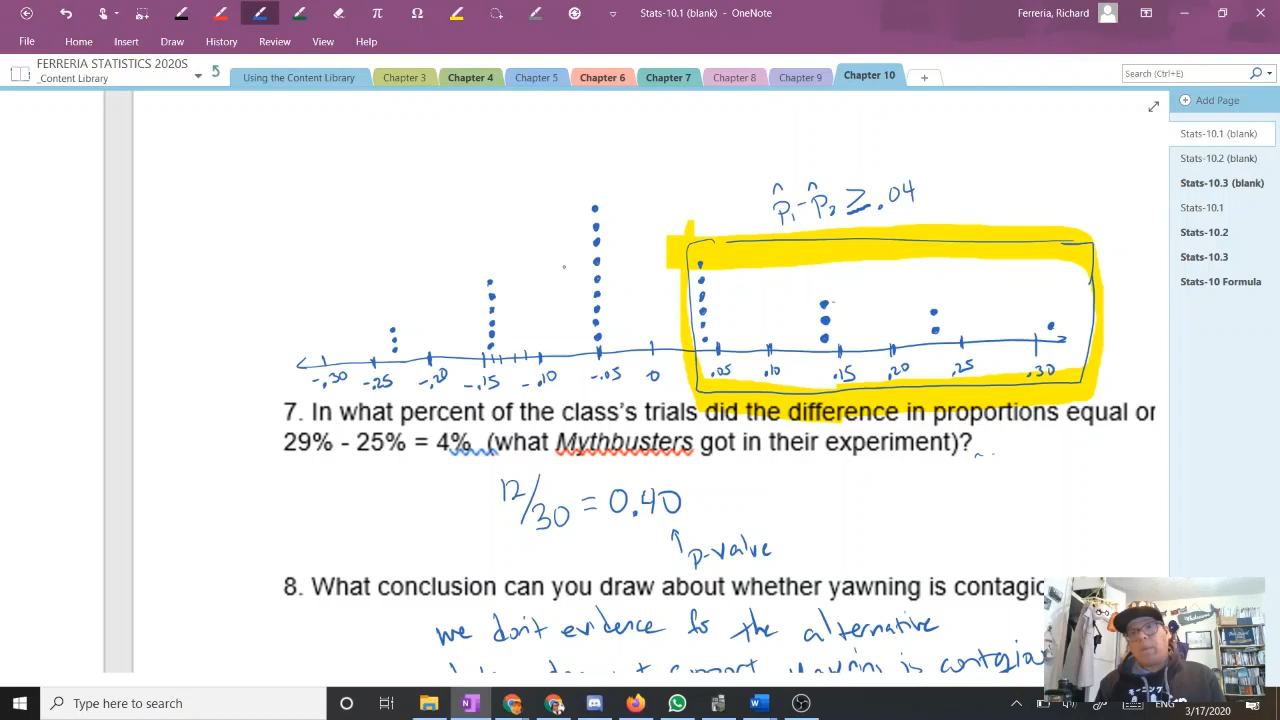 Stats-10.1 (blank) - OneNote
Ferreria, Richard
File Home Insert Draw History Review View Help
FERRERIA STATISTICS 2020S
_Content Library
Using the Content Library Chapter 3 Chapter 4 Chapter 5 Chapter 6 Chapter 7 Chapter 8 Chapter 9 Chapter 10
Search (Ctrl+E)
Add Page
Stats-10.1 (blank)
Stats-10.2 (blank)
Stats-10.3 (blank)
Stats-10.1
Stats-10.2
Stats-10.3
Stats-10 Formula
p̂₁-p̂₂ ≥ .04
-.30 -.25 -.20 -.15 -.10 -.05 0 .05 .10 .15 .20 .25 .30
7. In what percent of the class's trials did the difference in proportions equal or
29% - 25% = 4% (what Mythbusters got in their experiment)?
12/30 = 0.40
p-value
8. What conclusion can you draw about whether yawning is contagio
we don't evidence fo the alternative
yawning is contagiou
Type here to search
3/17/2020